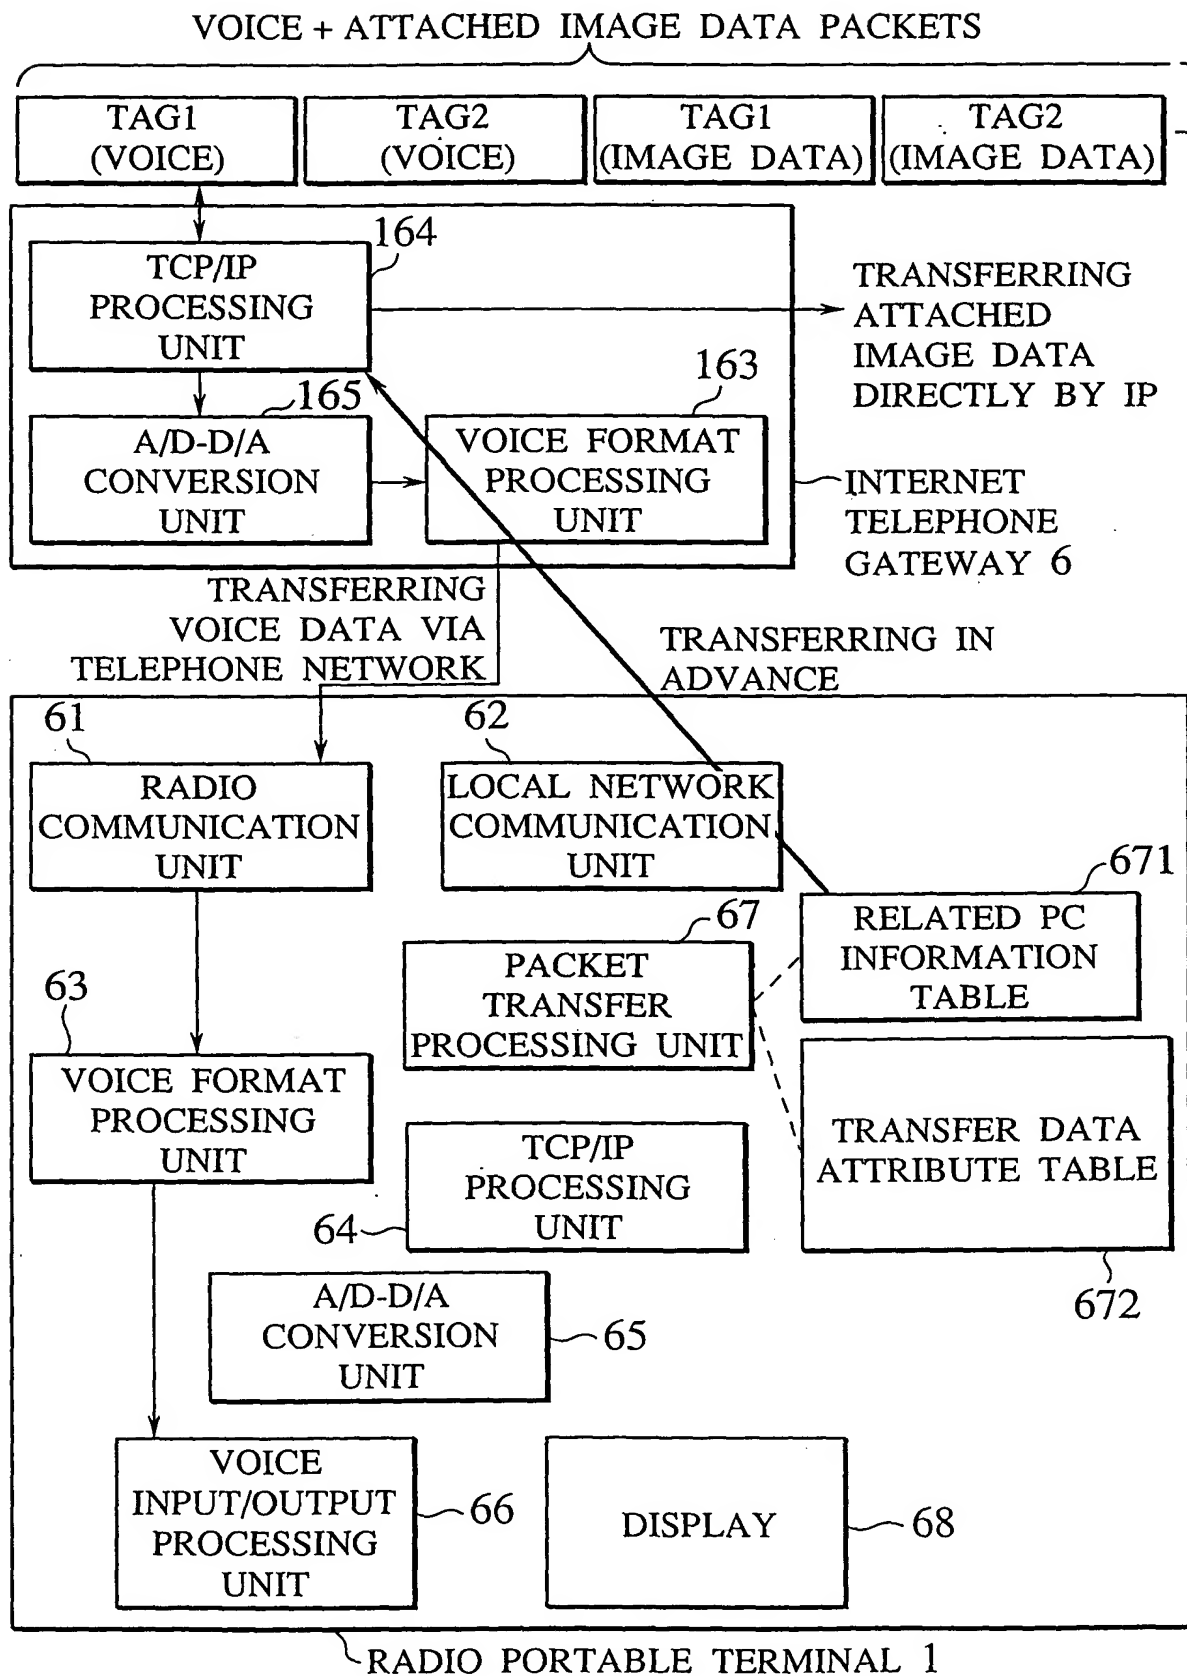 VOICE + ATTACHED IMAGE DATA PACKETS
TAG1
(VOICE)
TAG2
(VOICE)
TAG1
(IMAGE DATA)
TAG2
(IMAGE DATA)
164
TCP/IP
PROCESSING
UNIT
TRANSFERRING
ATTACHED
IMAGE DATA
DIRECTLY BY IP
165
A/D-D/A
CONVERSION
UNIT
163
VOICE FORMAT
PROCESSING
UNIT
INTERNET
TELEPHONE
GATEWAY 6
TRANSFERRING
VOICE DATA VIA
TELEPHONE NETWORK
TRANSFERRING IN
ADVANCE
61
RADIO
COMMUNICATION
UNIT
62
LOCAL NETWORK
COMMUNICATION
UNIT
671
RELATED PC
INFORMATION
TABLE
67
PACKET
TRANSFER
PROCESSING UNIT
63
VOICE FORMAT
PROCESSING
UNIT
TRANSFER DATA
ATTRIBUTE TABLE
672
TCP/IP
PROCESSING
UNIT
64
A/D-D/A
CONVERSION
UNIT
65
VOICE
INPUT/OUTPUT
PROCESSING
UNIT
66
DISPLAY
68
RADIO PORTABLE TERMINAL 1